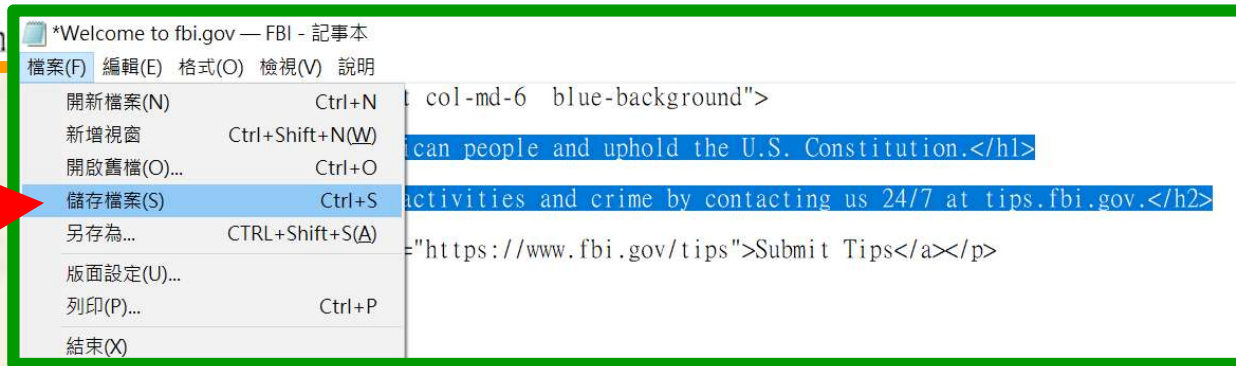 *Welcome to fbi.gov — FBI - 記事本
檔案(F) 編輯(E) 格式(O) 檢視(V) 說明
開新檔案(N) Ctrl+N
col-md-6 blue-background">
新增視窗 Ctrl+Shift+N(W)
ican people and uphold the U.S. Constitution.</h1>
開啟舊檔(O)... Ctrl+O
儲存檔案(S) Ctrl+S
activities and crime by contacting us 24/7 at tips.fbi.gov.</h2>
另存為... CTRL+Shift+S(A)
="https://www.fbi.gov/tips">Submit Tips</a></p>
版面設定(U)...
列印(P)... Ctrl+P
結束(X)